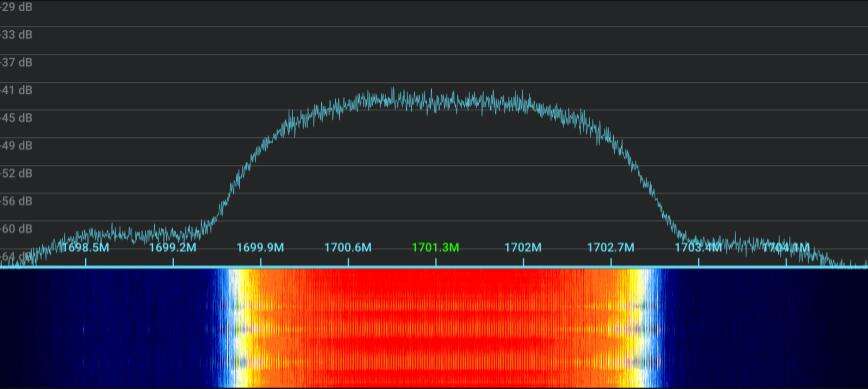 -29 dB
-33 dB
-37 dB
-41 dB
-45 dB
-49 dB
-52 dB
-56 dB
-60 dB
-64 dB
1698.5M 1699.2M 1699.9M 1700.6M 1701.3M 1702M 1702.7M 1703.4M 1704.1M